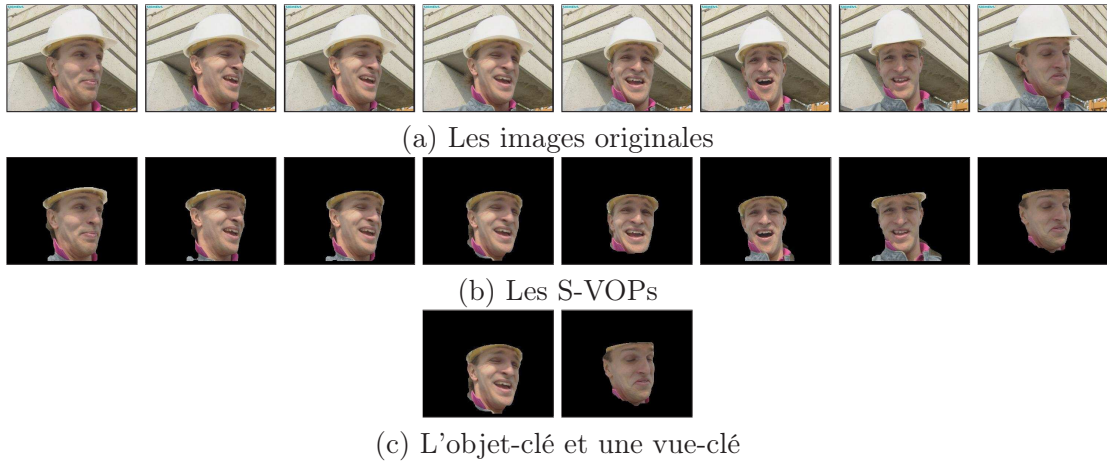 (a) Les images originales
(b) Les S-VOPs
(c) L'objet-clé et une vue-clé